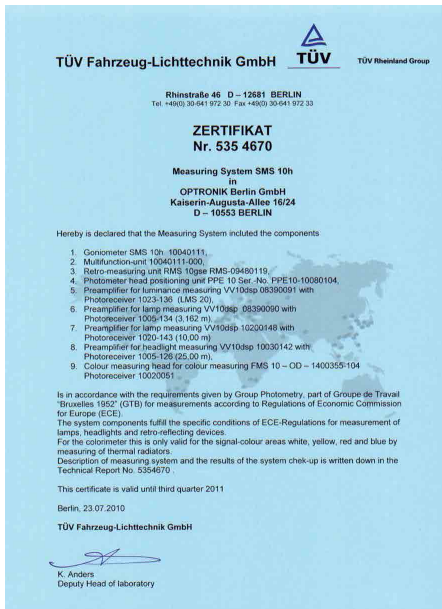 TÜV Fahrzeug-Lichttechnik GmbH
TÜV
TÜV Rheinland Group
Rhinstraße 46 D – 12681 BERLIN
Tel. +49(0) 30-641 972 30 Fax +49(0) 30-641 972 33
ZERTIFIKAT
Nr. 535 4670
Measuring System SMS 10h
in
OPTRONIK Berlin GmbH
Kaiserin-Augusta-Allee 16/24
D – 10553 BERLIN
Hereby is declared that the Measuring System incluted the components
1. Goniometer SMS 10h 10040111,
2. Multifunction-unit 10040111-000,
3. Retro-measuring unit RMS 10gse RMS-09480119,
4. Photometer head positioning unit PPE 10 Ser.-No. PPE10-10080104,
5. Preamplifier for luminance measuring VV10dsp 08390091 with
Photoreceiver 1023-136 (LMS 20),
6. Preamplifier for lamp measuring VV10dsp 08390090 with
Photoreceiver 1005-134 (3,162 m),
7. Preamplifier for lamp measuring VV10dsp 10200148 with
Photoreceiver 1020-143 (10,00 m)
8. Preamplifier for headlight measuring VV10dsp 10030142 with
Photoreceiver 1005-126 (25,00 m),
9. Colour measuring head for colour measuring FMS 10 – OD – 1400355-104
Photoreceiver 10020051
Is in accordance with the requirements given by Group Photometry, part of Groupe de Travail
"Bruxelles 1952" (GTB) for measurements according to Regulations of Economic Commission
for Europe (ECE).
The system components fulfill the specific conditions of ECE-Regulations for measurement of
lamps, headlights and retro-reflecting devices.
For the colorimeter this is only valid for the signal-colour areas white, yellow, red and blue by
measuring of thermal radiators.
Description of measuring system and the results of the system chek-up is written down in the
Technical Report No. 5354670 .
This certificate is valid until third quarter 2011
Berlin, 23.07.2010
TÜV Fahrzeug-Lichttechnik GmbH
K. Anders
Deputy Head of laboratory